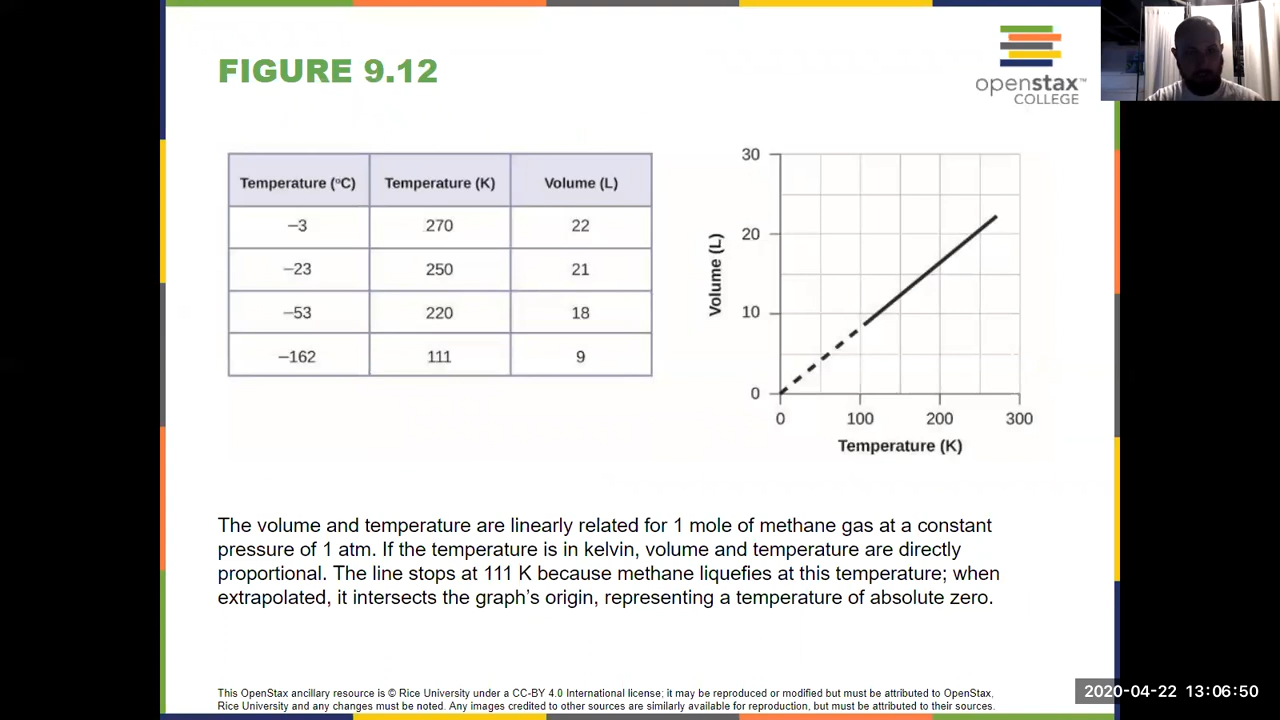 FIGURE 9.12
openstax™
COLLEGE
Temperature (°C) Temperature (K) Volume (L)
–3 270 22
–23 250 21
–53 220 18
–162 111 9
30
20
10
0
Volume (L)
0 100 200 300
Temperature (K)
The volume and temperature are linearly related for 1 mole of methane gas at a constant
pressure of 1 atm. If the temperature is in kelvin, volume and temperature are directly
proportional. The line stops at 111 K because methane liquefies at this temperature; when
extrapolated, it intersects the graph’s origin, representing a temperature of absolute zero.
This OpenStax ancillary resource is © Rice University under a CC-BY 4.0 International license; it may be reproduced or modified but must be attributed to OpenStax,
Rice University and any changes must be noted. Any images credited to other sources are similarly available for reproduction, but must be attributed to their sources.
2020-04-22 13:06:50